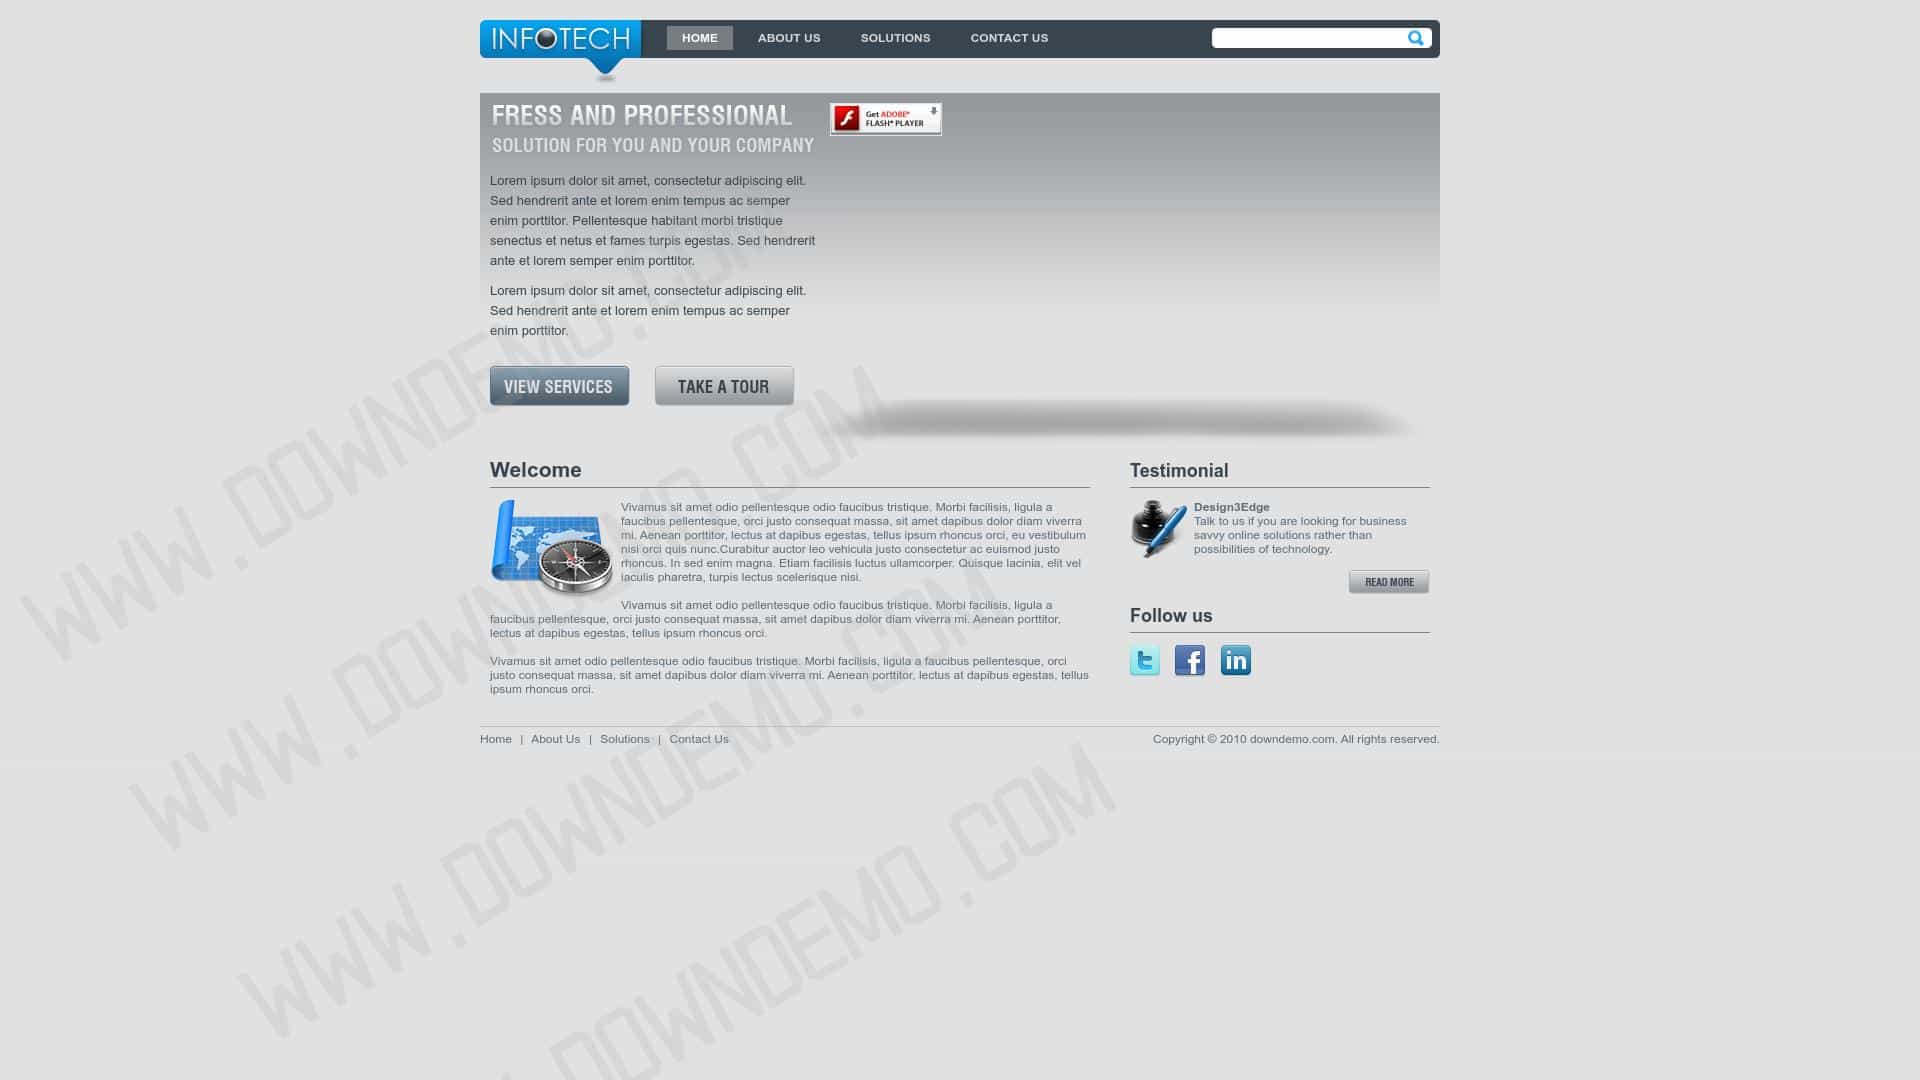 INFOTECH
HOME ABOUT US SOLUTIONS CONTACT US
FRESS AND PROFESSIONAL
SOLUTION FOR YOU AND YOUR COMPANY
Get ADOBE®
FLASH® PLAYER
Lorem ipsum dolor sit amet, consectetur adipiscing elit.
Sed hendrerit ante et lorem enim tempus ac semper
enim porttitor. Pellentesque habitant morbi tristique
senectus et netus et fames turpis egestas. Sed hendrerit
ante et lorem semper enim porttitor.
Lorem ipsum dolor sit amet, consectetur adipiscing elit.
Sed hendrerit ante et lorem enim tempus ac semper
enim porttitor.
VIEW SERVICES TAKE A TOUR
Welcome
Vivamus sit amet odio pellentesque odio faucibus tristique. Morbi facilisis, ligula a
faucibus pellentesque, orci justo consequat massa, sit amet dapibus dolor diam viverra
mi. Aenean porttitor, lectus at dapibus egestas, tellus ipsum rhoncus orci, eu vestibulum
nisi orci quis nunc.Curabitur auctor leo vehicula justo consectetur ac euismod justo
rhoncus. In sed enim magna. Etiam facilisis luctus ullamcorper. Quisque lacinia, elit vel
iaculis pharetra, turpis lectus scelerisque nisi.
Vivamus sit amet odio pellentesque odio faucibus tristique. Morbi facilisis, ligula a
faucibus pellentesque, orci justo consequat massa, sit amet dapibus dolor diam viverra mi. Aenean porttitor,
lectus at dapibus egestas, tellus ipsum rhoncus orci.
Vivamus sit amet odio pellentesque odio faucibus tristique. Morbi facilisis, ligula a faucibus pellentesque, orci
justo consequat massa, sit amet dapibus dolor diam viverra mi. Aenean porttitor, lectus at dapibus egestas, tellus
ipsum rhoncus orci.
Testimonial
Design3Edge
Talk to us if you are looking for business
savvy online solutions rather than
possibilities of technology.
READ MORE
Follow us
t f in
Home | About Us | Solutions | Contact Us
Copyright © 2010 downdemo.com. All rights reserved.
WWW.DOWNDEMO.COM
WWW.DOWNDEMO.COM
WWW.DOWNDEMO.COM
DOWNDEMO.COM